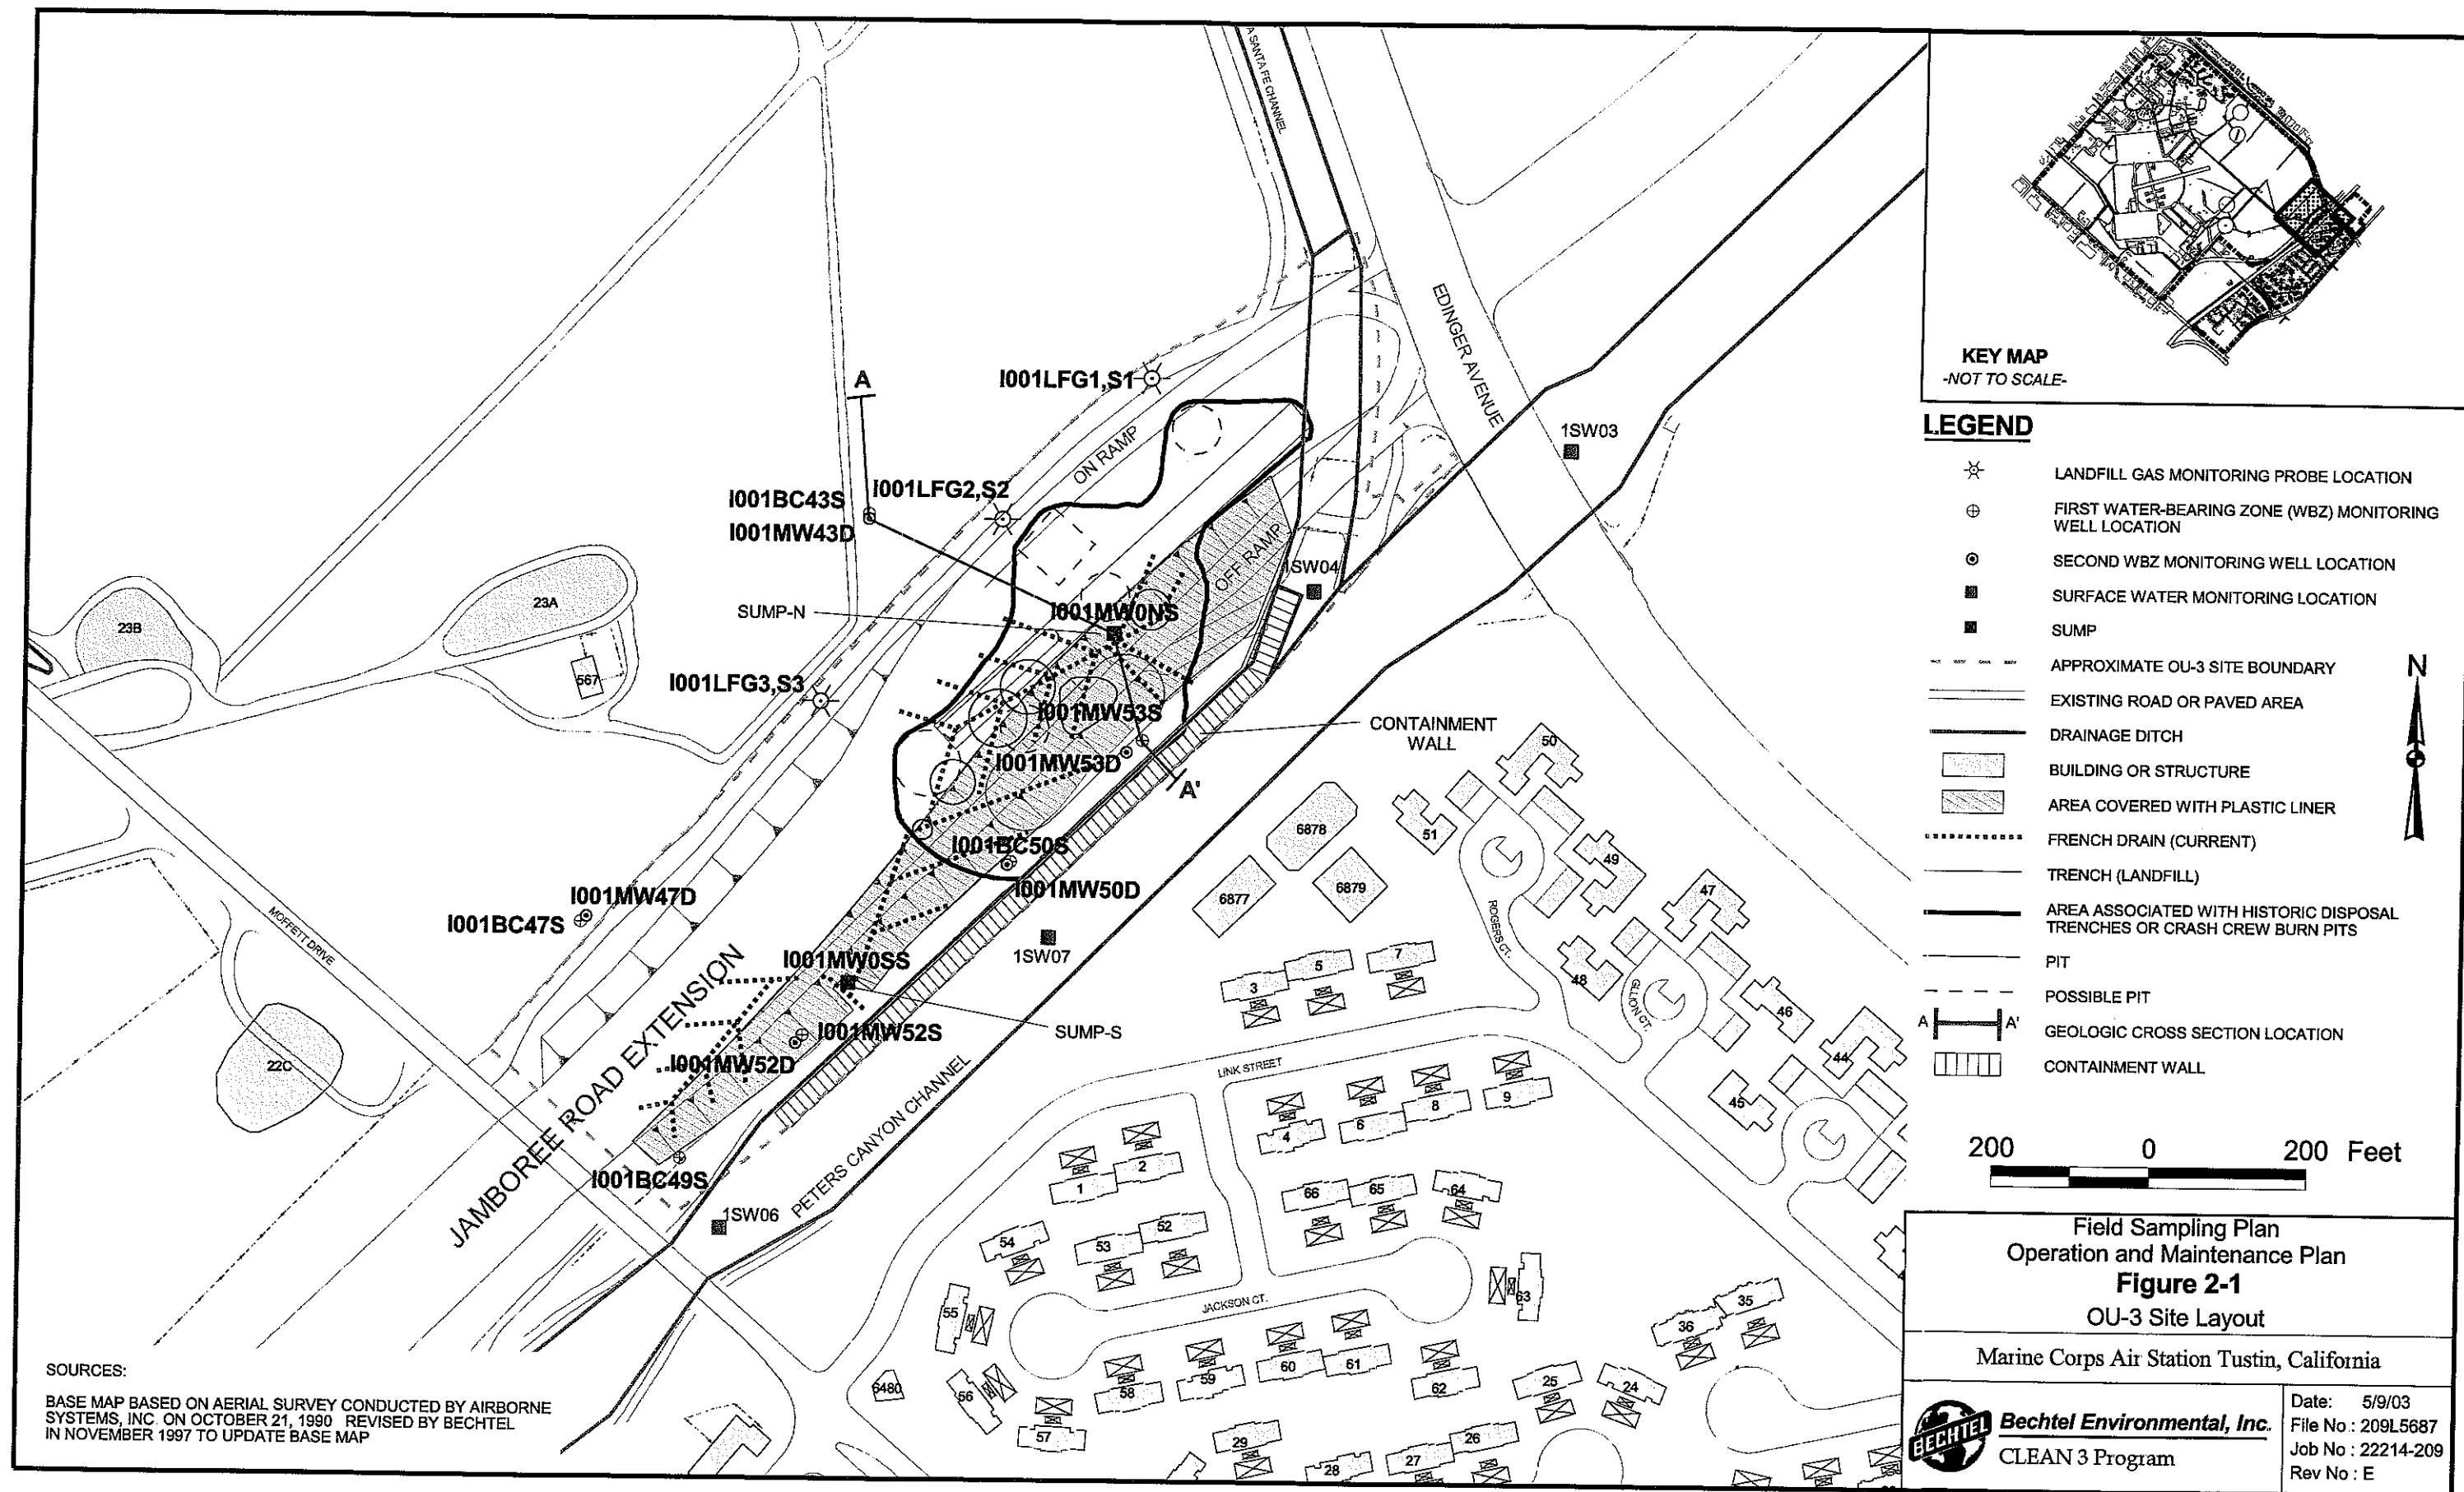 A SANTA FE CHANNEL
EDINGER AVENUE
I001LFG1,S1
A
ON RAMP
1SW03
I001BC43S
I001LFG2,S2
I001MW43D
OFF RAMP
1SW04
SUMP-N
I001MW0NS
23A
23B
567
I001LFG3,S3
I001MW53S
CONTAINMENT
WALL
I001MW53D
A'
50
51
6878
49
I001BC50S
6877
6879
47
I001MW50D
I001MW47D
I001BC47S
MOFFETT DRIVE
ROGERS CT.
1SW07
I001MW0SS
3
5
7
48
GILLION CT.
46
SUMP-S
I001MW52S
44
22C
I001MW52D
LINK STREET
45
JAMBOREE ROAD EXTENSION
PETERS CANYON CHANNEL
4
6
8
9
1
2
I001BC49S
1SW06
66
65
64
54
53
52
55
JACKSON CT.
63
35
36
6480
56
58
59
60
61
62
25
24
57
29
28
27
26
SOURCES:
BASE MAP BASED ON AERIAL SURVEY CONDUCTED BY AIRBORNE
SYSTEMS, INC. ON OCTOBER 21, 1990 REVISED BY BECHTEL
IN NOVEMBER 1997 TO UPDATE BASE MAP
KEY MAP
-NOT TO SCALE-
LEGEND
LANDFILL GAS MONITORING PROBE LOCATION
FIRST WATER-BEARING ZONE (WBZ) MONITORING
WELL LOCATION
SECOND WBZ MONITORING WELL LOCATION
SURFACE WATER MONITORING LOCATION
SUMP
APPROXIMATE OU-3 SITE BOUNDARY
EXISTING ROAD OR PAVED AREA
DRAINAGE DITCH
BUILDING OR STRUCTURE
AREA COVERED WITH PLASTIC LINER
FRENCH DRAIN (CURRENT)
TRENCH (LANDFILL)
AREA ASSOCIATED WITH HISTORIC DISPOSAL
TRENCHES OR CRASH CREW BURN PITS
PIT
POSSIBLE PIT
A A' GEOLOGIC CROSS SECTION LOCATION
CONTAINMENT WALL
N
200 0 200 Feet
Field Sampling Plan
Operation and Maintenance Plan
Figure 2-1
OU-3 Site Layout
Marine Corps Air Station Tustin, California
BECHTEL
Bechtel Environmental, Inc.
CLEAN 3 Program
Date: 5/9/03
File No.: 209L5687
Job No : 22214-209
Rev No : E